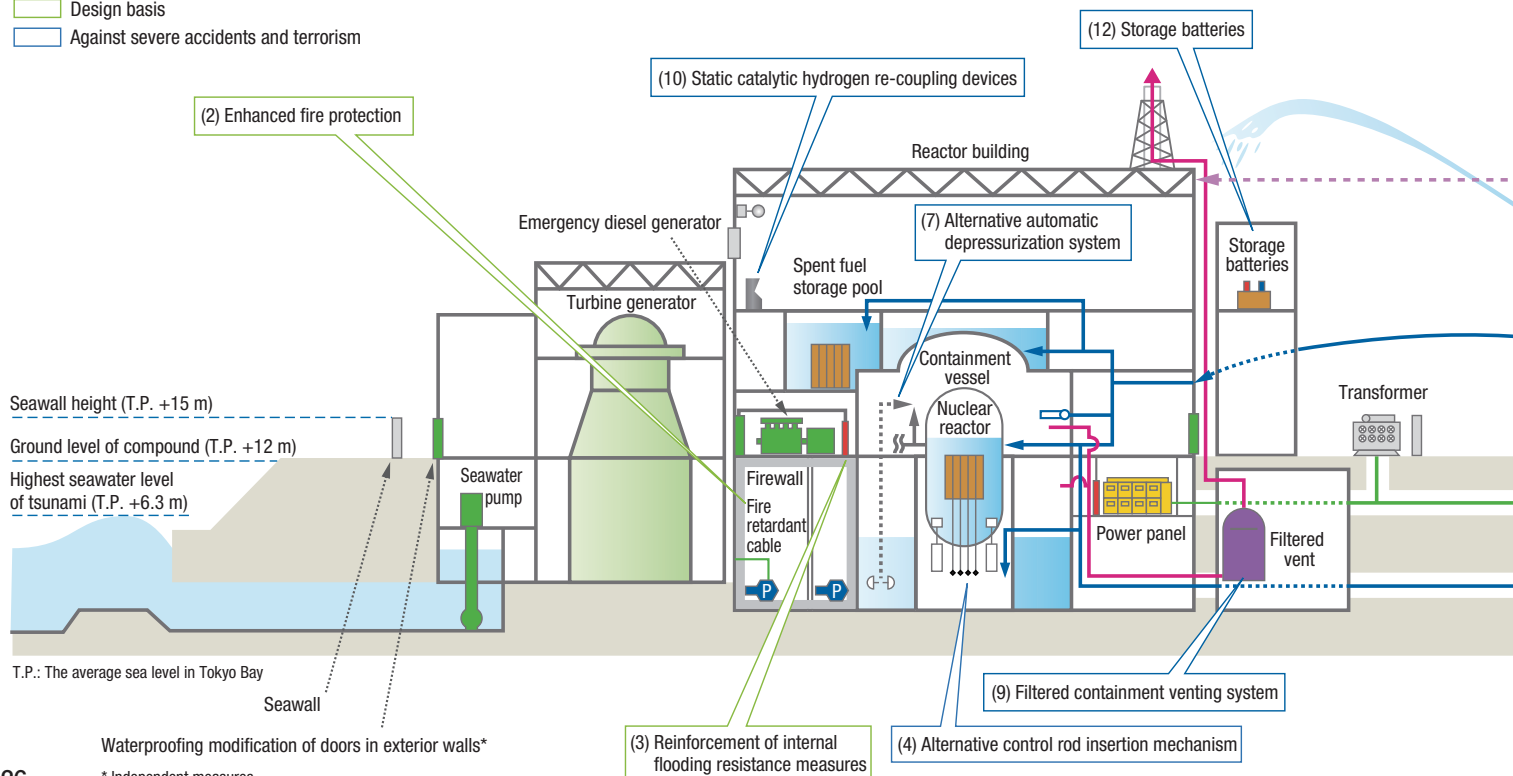 Design basis
Against severe accidents and terrorism
(12) Storage batteries
(10) Static catalytic hydrogen re-coupling devices
(2) Enhanced fire protection
Reactor building
Emergency diesel generator
(7) Alternative automatic
depressurization system
Spent fuel
storage pool
Storage
batteries
Turbine generator
Containment
vessel
Transformer
Seawall height (T.P. +15 m)
Nuclear
reactor
Ground level of compound (T.P. +12 m)
Highest seawater level
of tsunami (T.P. +6.3 m)
Seawater
pump
Firewall
Fire
retardant
cable
Power panel
Filtered
vent
P
P
T.P.: The average sea level in Tokyo Bay
Seawall
(9) Filtered containment venting system
Waterproofing modification of doors in exterior walls*
(3) Reinforcement of internal
flooding resistance measures
(4) Alternative control rod insertion mechanism
* Independent measures